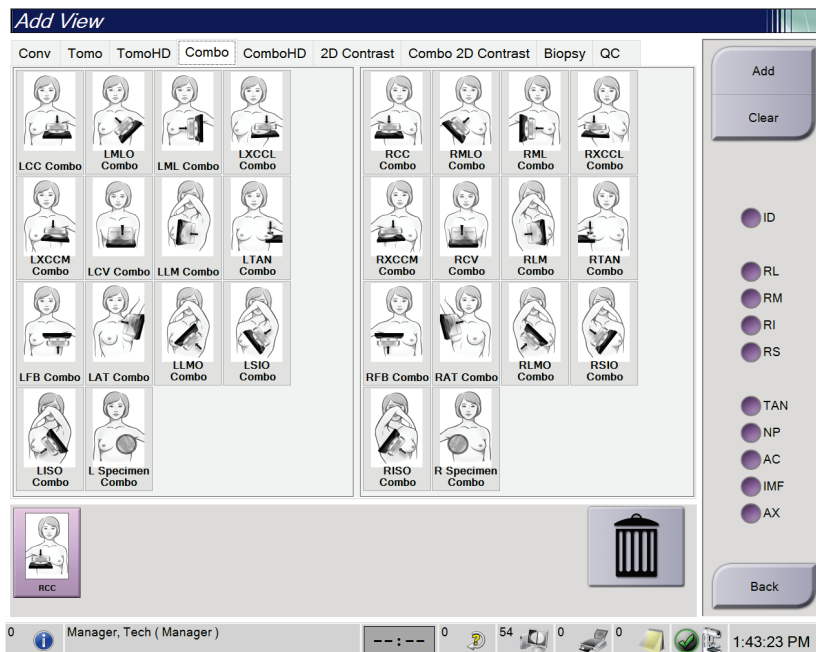 Add View
Conv Tomo TomoHD Combo ComboHD 2D Contrast Combo 2D Contrast Biopsy QC
LCC Combo
LMLO
Combo
LML Combo
LXCCL
Combo
RCC
Combo
RMLO
Combo
RML
Combo
RXCCL
Combo
LXCCM
Combo
LCV Combo
LLM Combo
LTAN
Combo
RXCCM
Combo
RCV
Combo
RLM
Combo
RTAN
Combo
LFB Combo
LAT Combo
LLMO
Combo
LSIO
Combo
RFB Combo
RAT Combo
RLMO
Combo
RSIO
Combo
LISO
Combo
L Specimen
Combo
RISO
Combo
R Specimen
Combo
RCC
Add
Clear
ID
RL
RM
RI
RS
TAN
NP
AC
IMF
AX
Back
0 Manager, Tech ( Manager ) --:-- 0 54 0 0 1:43:23 PM